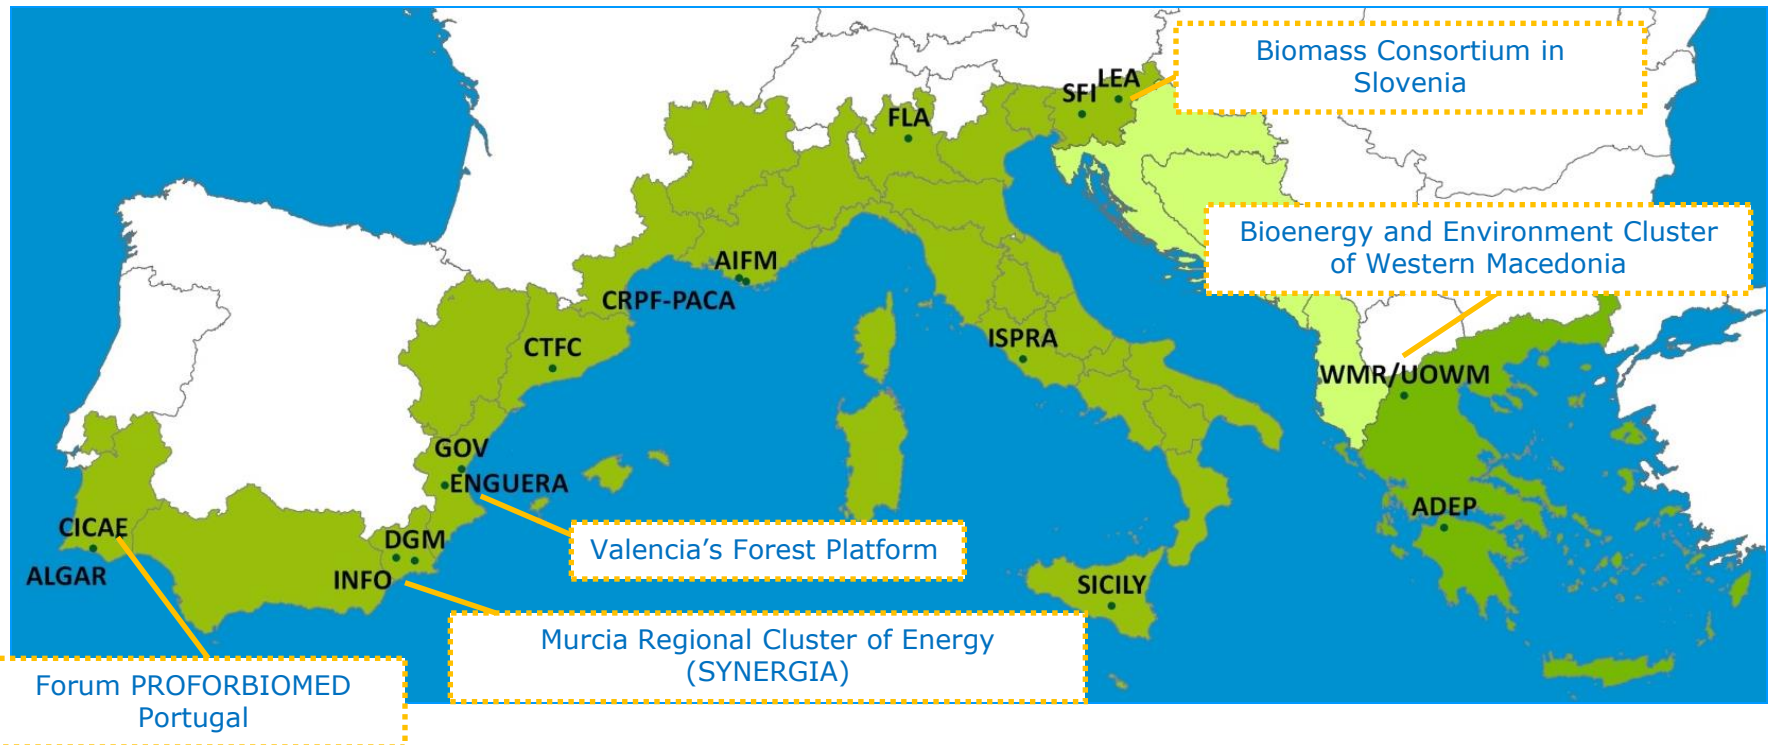 Biomass Consortium in
Slovenia
LEA
SFI
FLA
Bioenergy and Environment Cluster
of Western Macedonia
AIFM
CRPF-PACA
CTFC
ISPRA
WMR/UOWM
GOV
ENGUERA
ADEP
CICAE
DGM
Valencia’s Forest Platform
ALGAR
INFO
SICILY
Murcia Regional Cluster of Energy
(SYNERGIA)
Forum PROFORBIOMED
Portugal